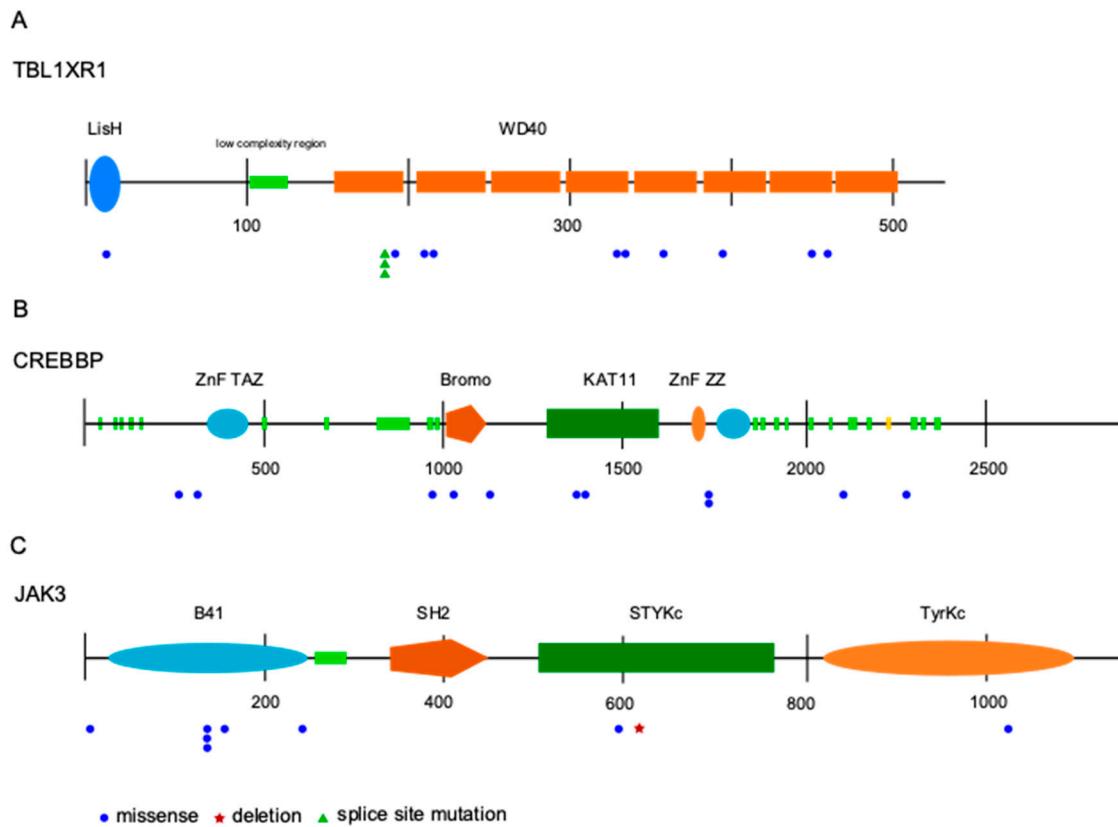 A
TBL1XR1
LisH
low complexity region
WD40
100
300
500
B
CREBBP
ZnF TAZ
Bromo
KAT11
ZnF ZZ
500
1000
1500
2000
2500
C
JAK3
B41
SH2
STYKc
TyrKc
200
400
600
800
1000
missense
deletion
splice site mutation